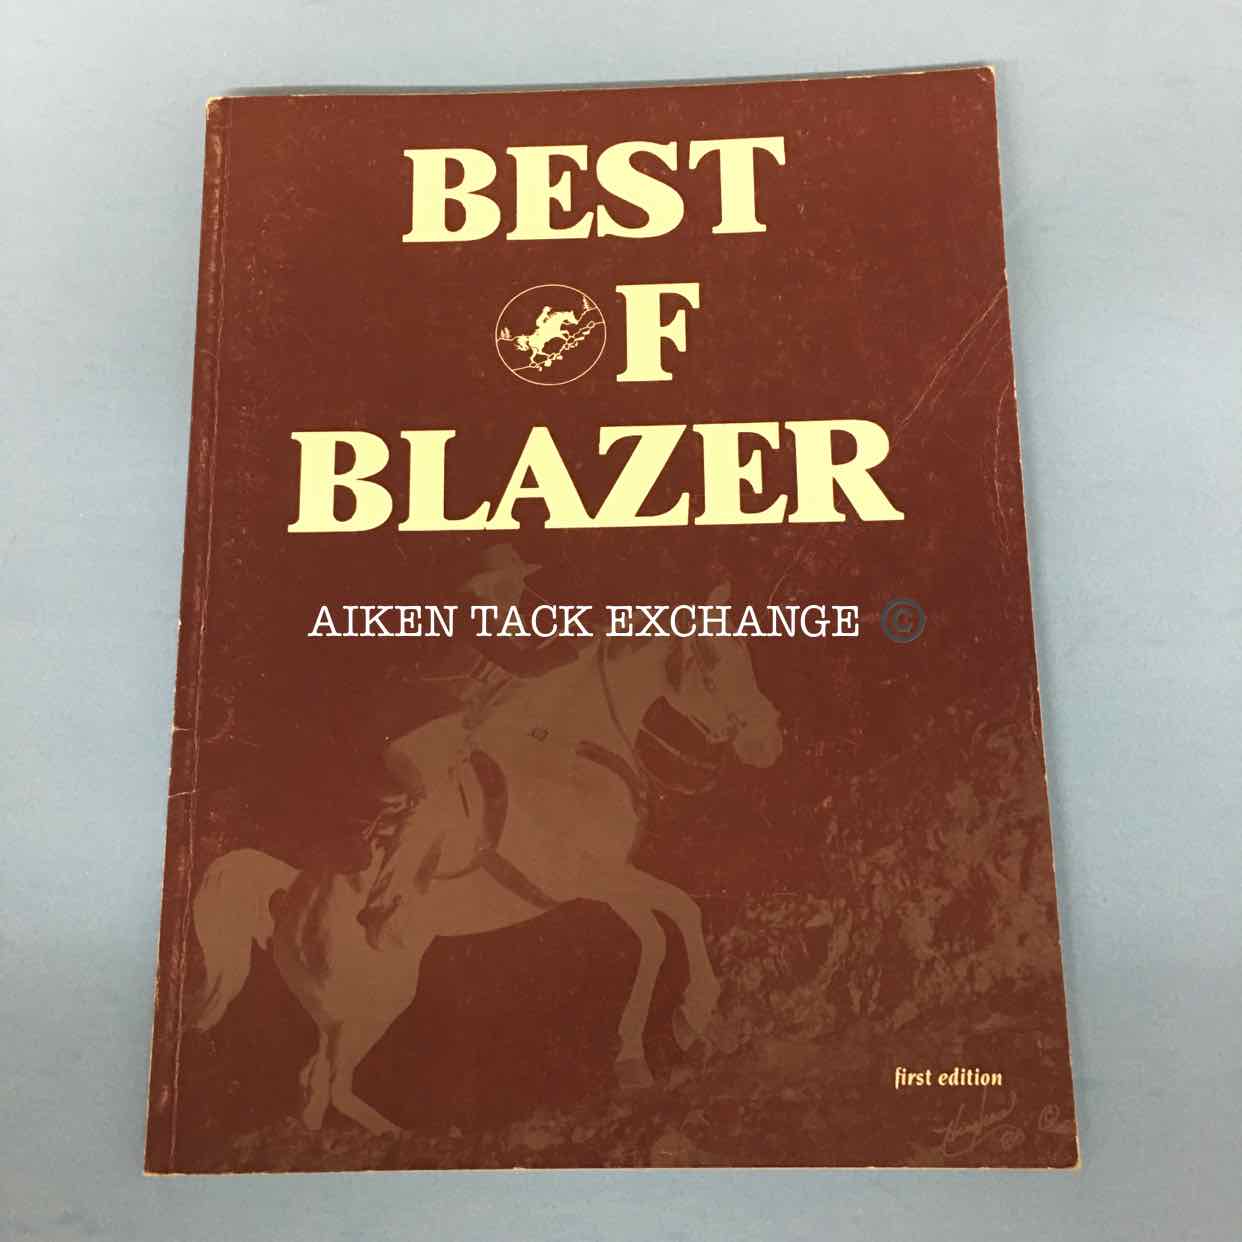 BEST
F
BLAZER
AIKEN TACK EXCHANGE ©
first edition
©